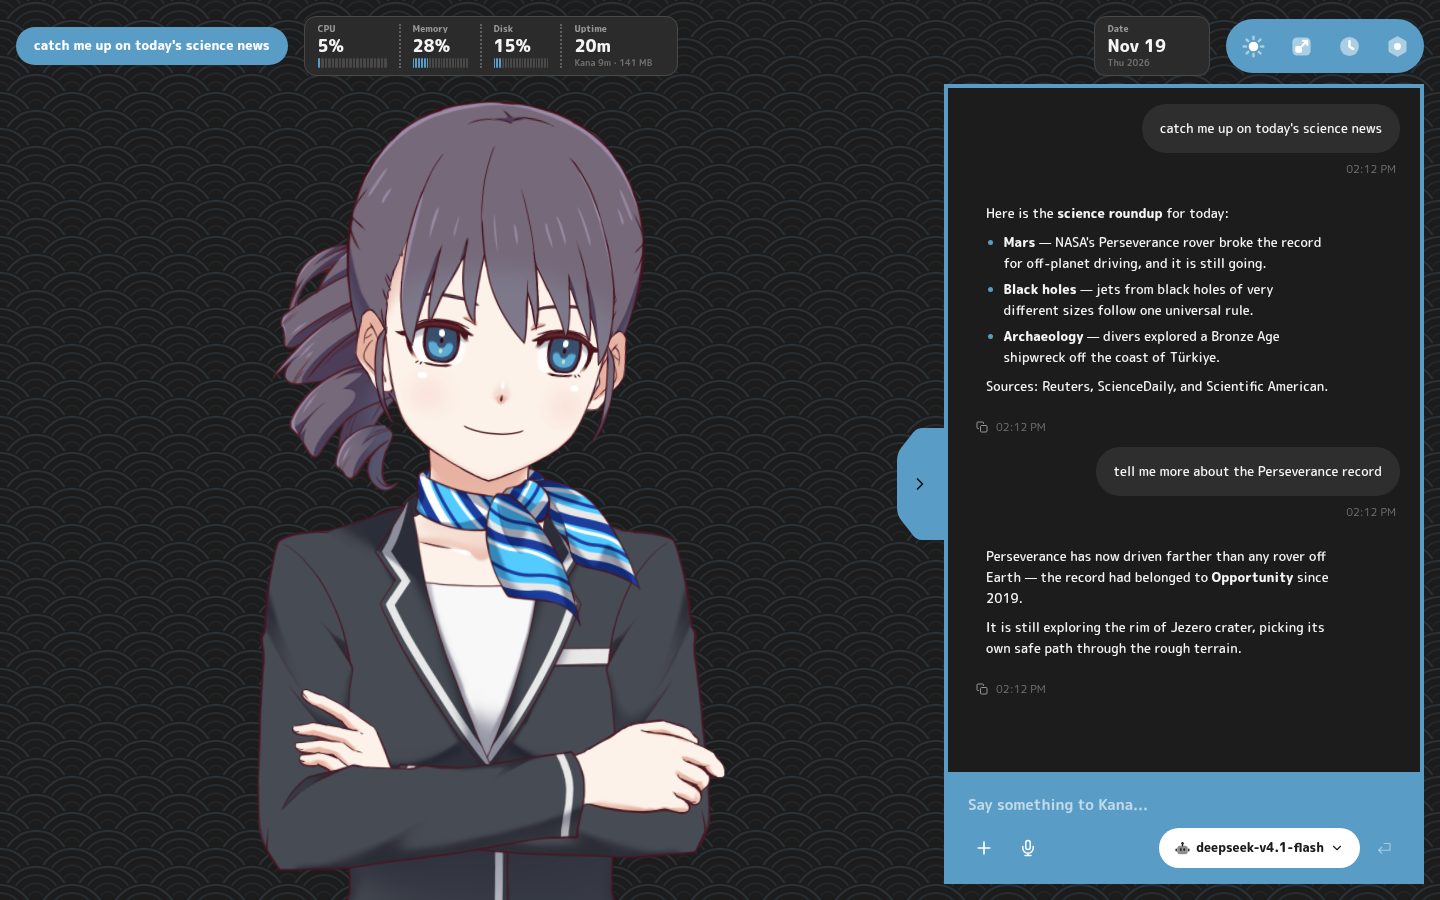 catch me up on today's science news
CPU
5%
Memory
28%
Disk
15%
Uptime
20m
Kana 9m · 141 MB
Date
Nov 19
Thu 2026
catch me up on today's science news
02:12 PM
Here is the science roundup for today:
Mars — NASA's Perseverance rover broke the record
for off-planet driving, and it is still going.
Black holes — jets from black holes of very
different sizes follow one universal rule.
Archaeology — divers explored a Bronze Age
shipwreck off the coast of Türkiye.
Sources: Reuters, ScienceDaily, and Scientific American.
02:12 PM
tell me more about the Perseverance record
02:12 PM
Perseverance has now driven farther than any rover off
Earth — the record had belonged to Opportunity since
2019.
It is still exploring the rim of Jezero crater, picking its
own safe path through the rough terrain.
02:12 PM
Say something to Kana...
deepseek-v4.1-flash